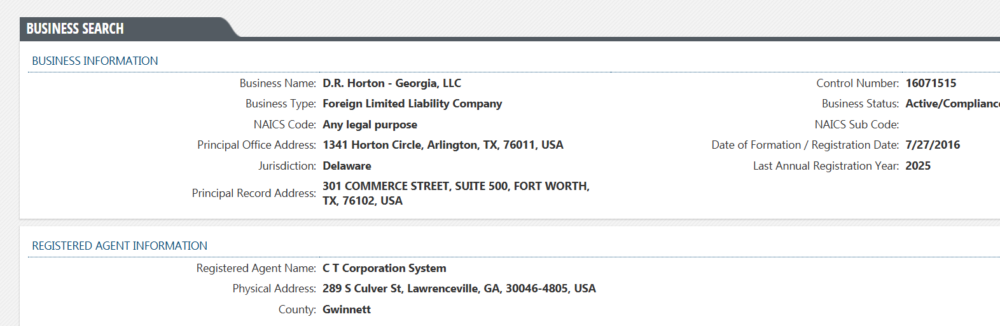 BUSINESS SEARCH
BUSINESS INFORMATION
Business Name: D.R. Horton - Georgia, LLC Control Number: 16071515
Business Type: Foreign Limited Liability Company Business Status: Active/Complianc
NAICS Code: Any legal purpose NAICS Sub Code:
Principal Office Address: 1341 Horton Circle, Arlington, TX, 76011, USA Date of Formation / Registration Date: 7/27/2016
Jurisdiction: Delaware Last Annual Registration Year: 2025
Principal Record Address: 301 COMMERCE STREET, SUITE 500, FORT WORTH,
TX, 76102, USA
REGISTERED AGENT INFORMATION
Registered Agent Name: C T Corporation System
Physical Address: 289 S Culver St, Lawrenceville, GA, 30046-4805, USA
County: Gwinnett